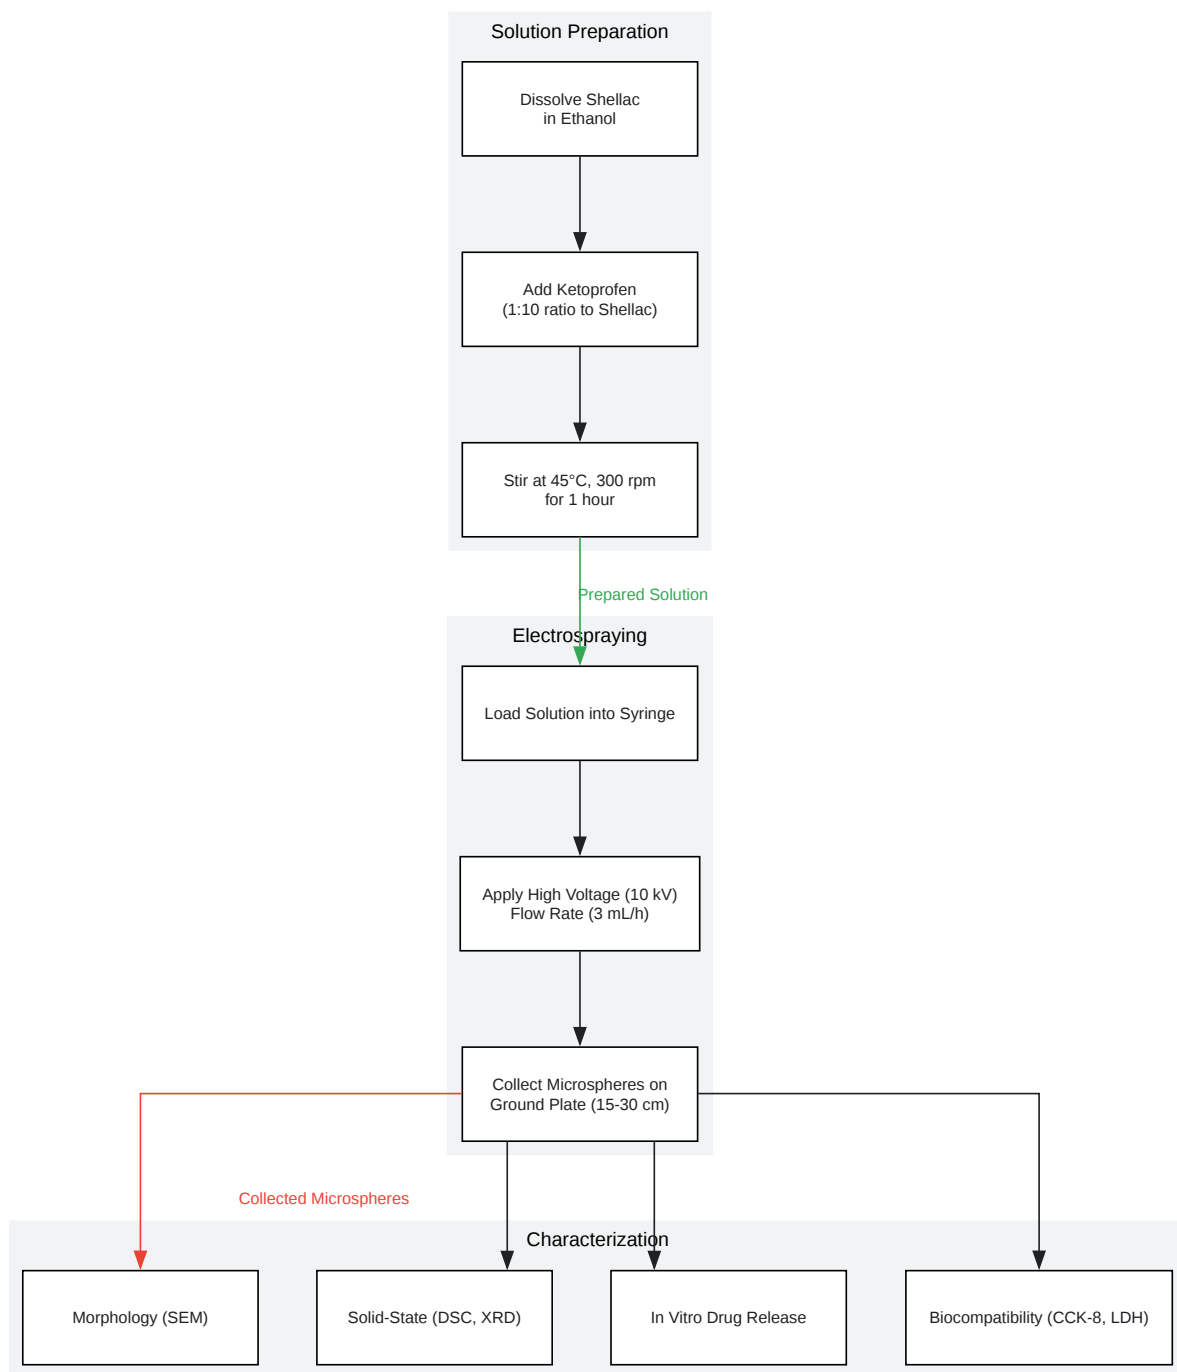 Solution Preparation
Dissolve Shellac
in Ethanol
Add Ketoprofen
(1:10 ratio to Shellac)
Stir at 45°C, 300 rpm
for 1 hour
Prepared Solution
Electrospraying
Load Solution into Syringe
Apply High Voltage (10 kV)
Flow Rate (3 mL/h)
Collect Microspheres on
Ground Plate (15-30 cm)
Collected Microspheres
Characterization
Morphology (SEM)
Solid-State (DSC, XRD)
In Vitro Drug Release
Biocompatibility (CCK-8, LDH)